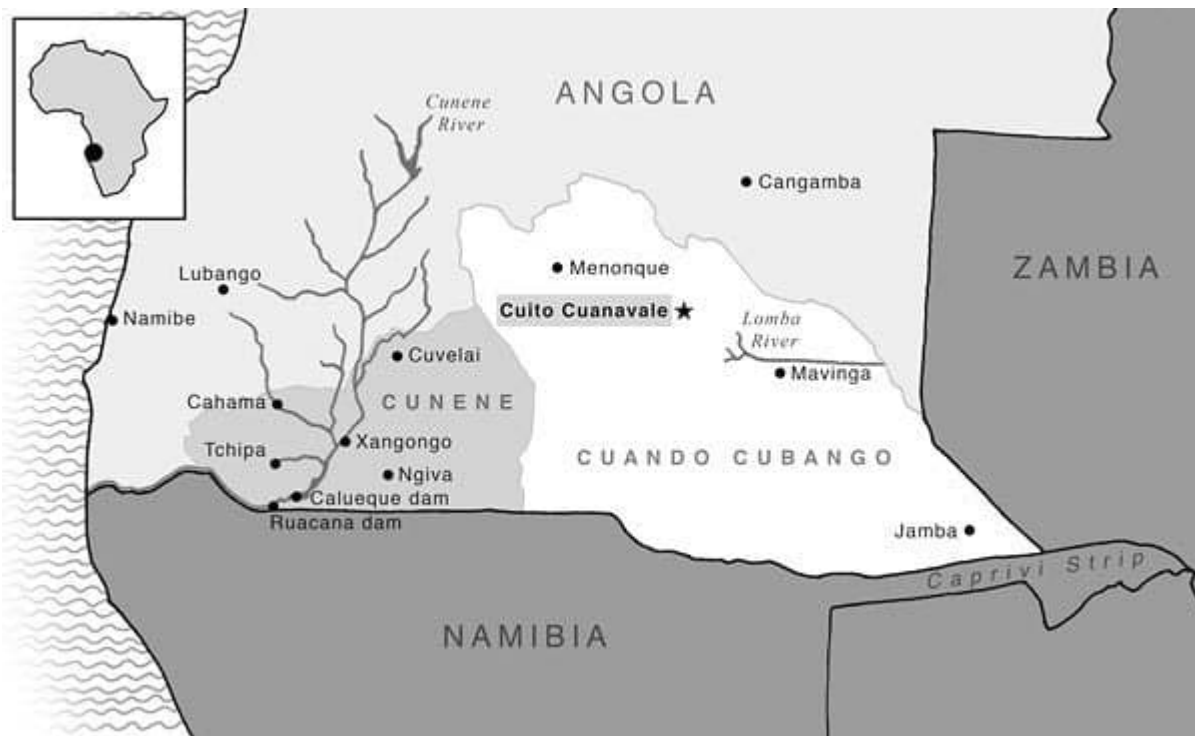 Cunene
River
ANGOLA
Cangamba
ZAMBIA
Menonque
Lubango
Cuito Cuanavale
Namibe
Lomba
River
Cuvelai
Mavinga
Cahama
CUNENE
Xangongo
Tchipa
CUANDO CUBANGO
Ngiva
Calueque dam
Ruacana dam
Jamba
Caprivi Strip
NAMIBIA